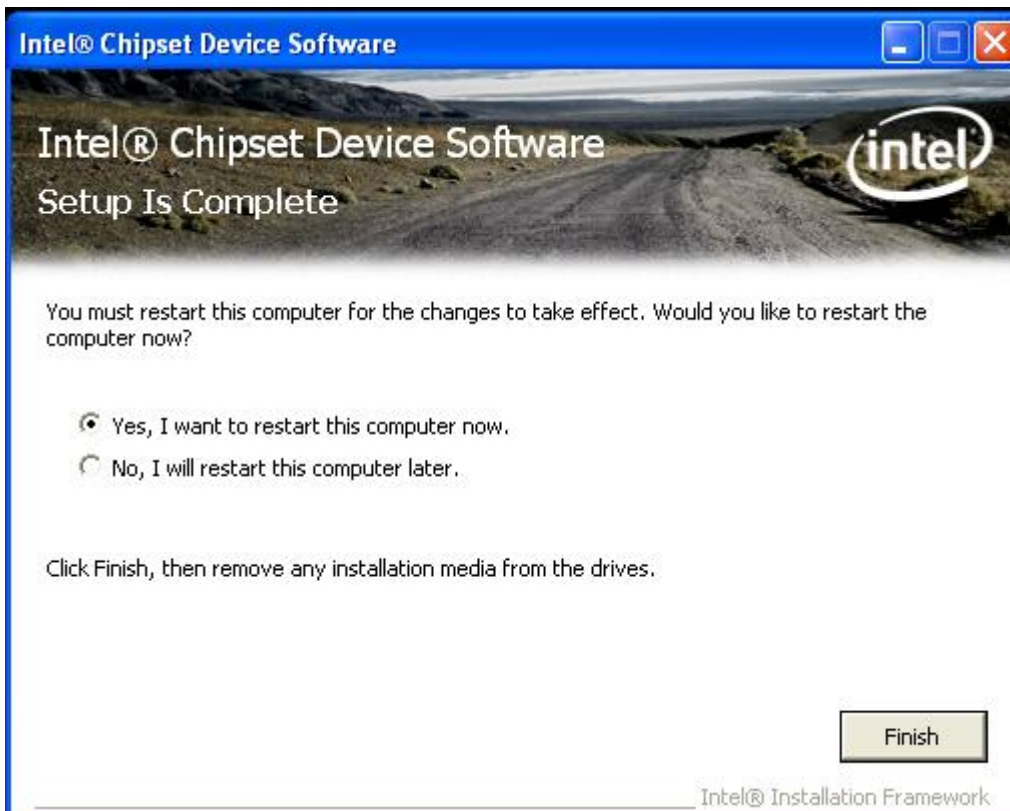 Intel® Chipset Device Software
Intel® Chipset Device Software
intel®
Setup Is Complete
You must restart this computer for the changes to take effect. Would you like to restart the
computer now?
Yes, I want to restart this computer now.
No, I will restart this computer later.
Click Finish, then remove any installation media from the drives.
Finish
Intel® Installation Framework